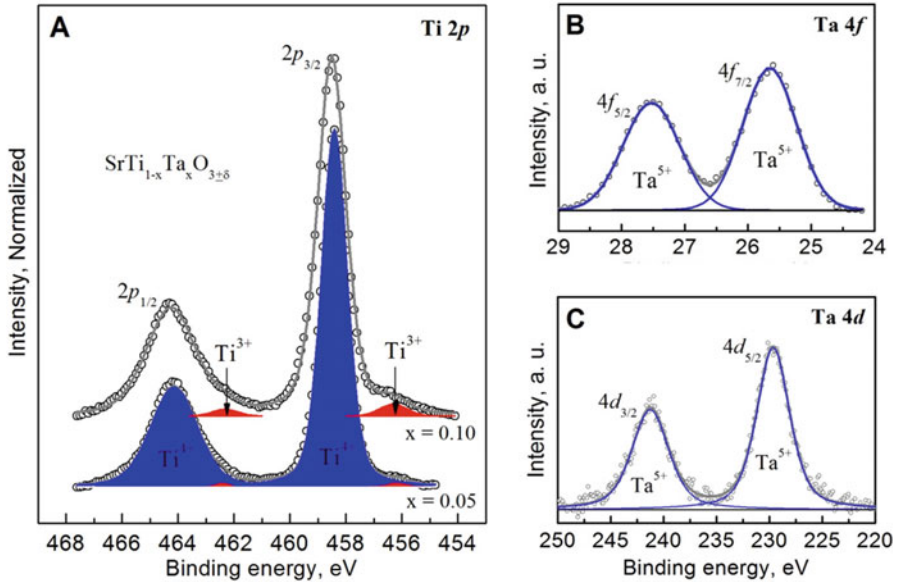 A
Ti 2p
2p3/2
SrTi1-xTaxO3±δ
2p1/2
Ti3+
Ti3+
x = 0.10
Ti4+
Ti4+
x = 0.05
Intensity, Normalized
468 466 464 462 460 458 456 454
Binding energy, eV
B
Ta 4f
4f5/2
4f7/2
Ta5+
Ta5+
Intensity, a. u.
29 28 27 26 25 24
C
Ta 4d
4d5/2
4d3/2
Ta5+
Ta5+
Intensity, a. u.
250 245 240 235 230 225 220
Binding energy, eV